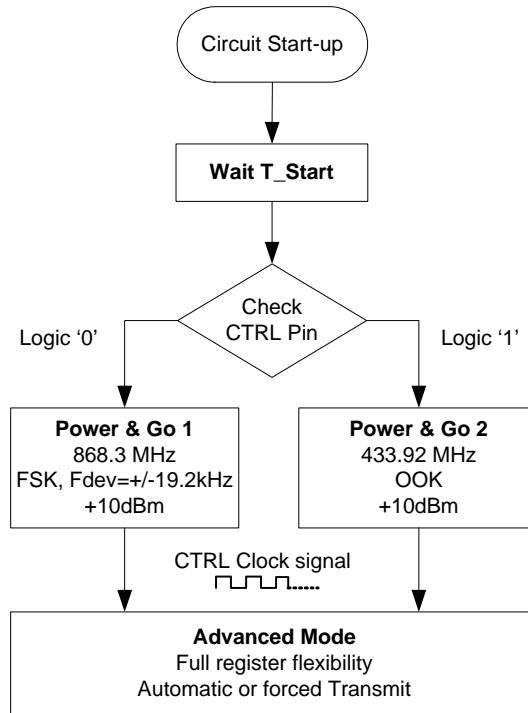 Circuit Start-up
Wait T_Start
Check
CTRL Pin
Logic ‘0’
Logic ‘1’
Power & Go 1
868.3 MHz
FSK, Fdev=+/-19.2kHz
+10dBm
Power & Go 2
433.92 MHz
OOK
+10dBm
CTRL Clock signal
Advanced Mode
Full register flexibility
Automatic or forced Transmit